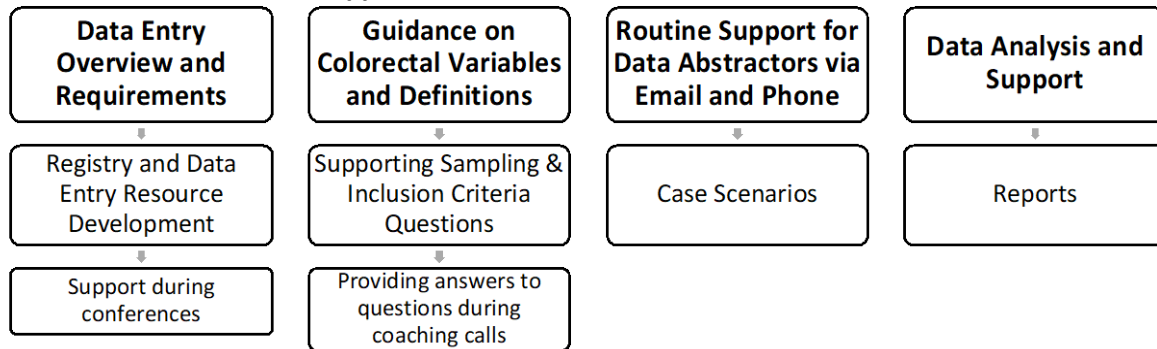 Data Entry
Overview and
Requirements
Registry and Data
Entry Resource
Development
Support during
conferences
Guidance on
Colorectal Variables
and Definitions
Supporting Sampling &
Inclusion Criteria
Questions
Providing answers to
questions during
coaching calls
Routine Support for
Data Abstractors via
Email and Phone
Case Scenarios
Data Analysis and
Support
Reports